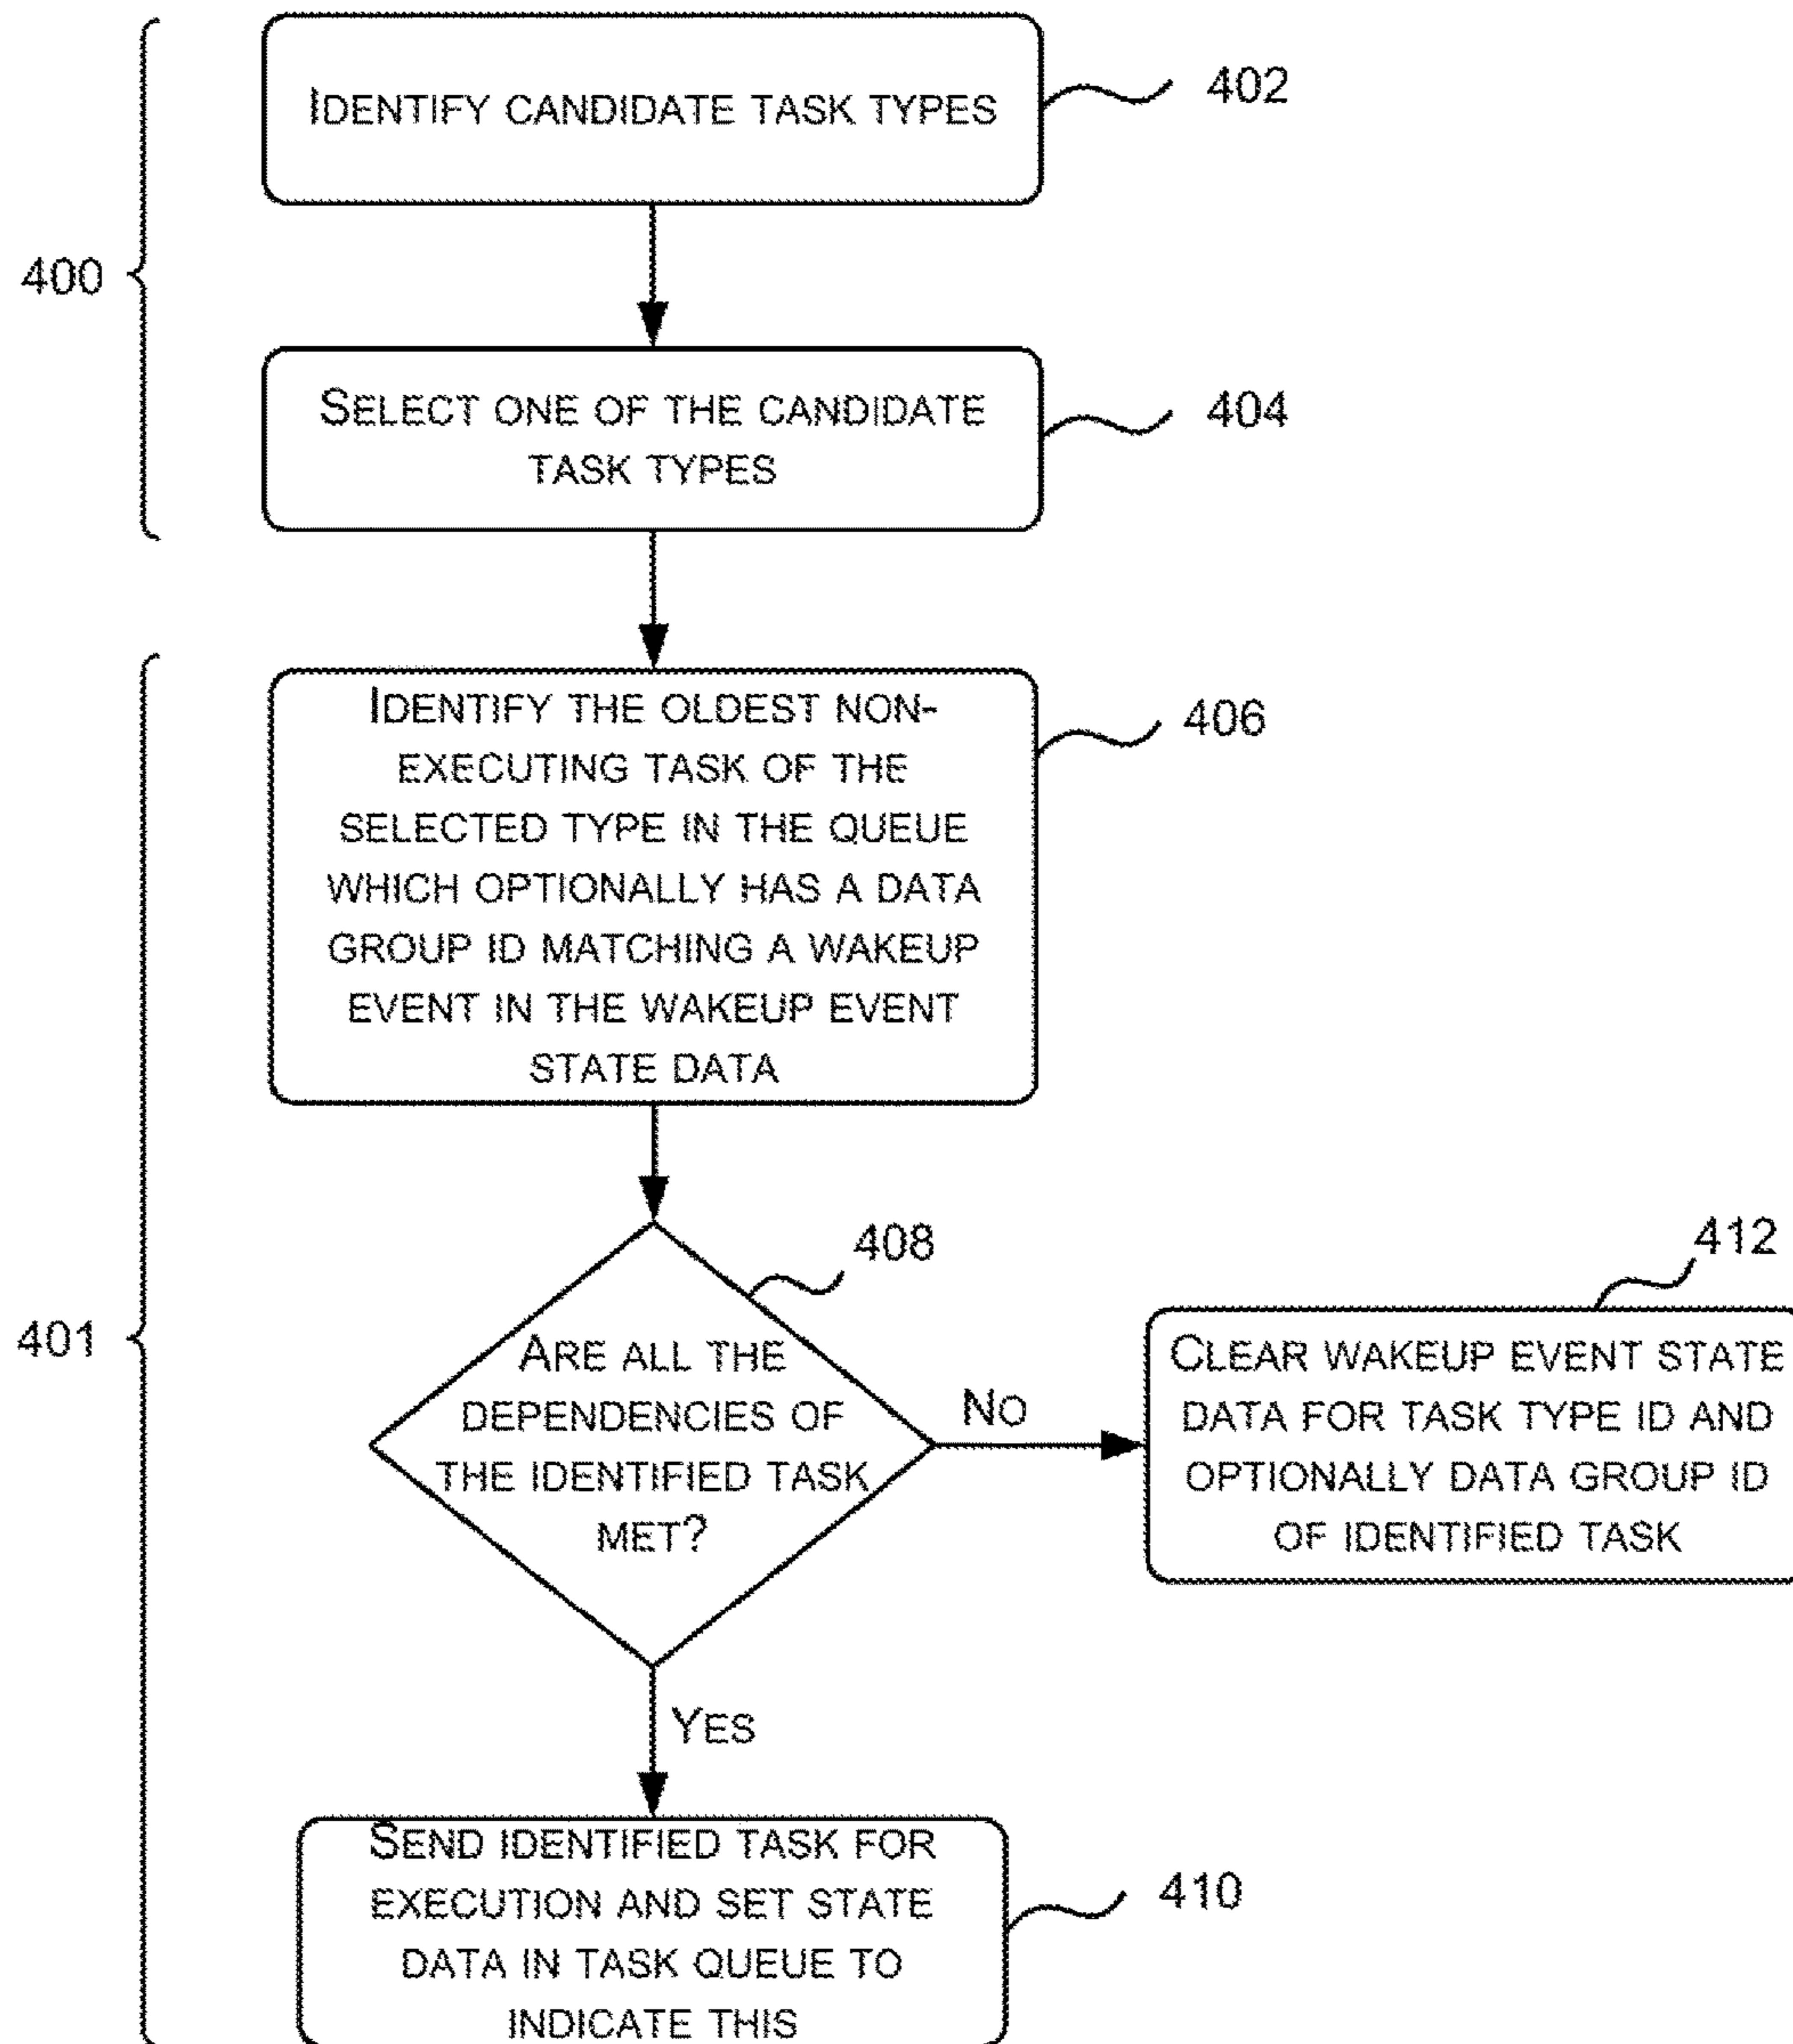 IDENTIFY CANDIDATE TASK TYPES
402
400
SELECT ONE OF THE CANDIDATE
TASK TYPES
404
IDENTIFY THE OLDEST NON-
EXECUTING TASK OF THE
SELECTED TYPE IN THE QUEUE
WHICH OPTIONALLY HAS A DATA
GROUP ID MATCHING A WAKEUP
EVENT IN THE WAKEUP EVENT
STATE DATA
406
401
408
ARE ALL THE
DEPENDENCIES OF
THE IDENTIFIED TASK
MET?
NO
412
CLEAR WAKEUP EVENT STATE
DATA FOR TASK TYPE ID AND
OPTIONALLY DATA GROUP ID
OF IDENTIFIED TASK
YES
SEND IDENTIFIED TASK FOR
EXECUTION AND SET STATE
DATA IN TASK QUEUE TO
INDICATE THIS
410